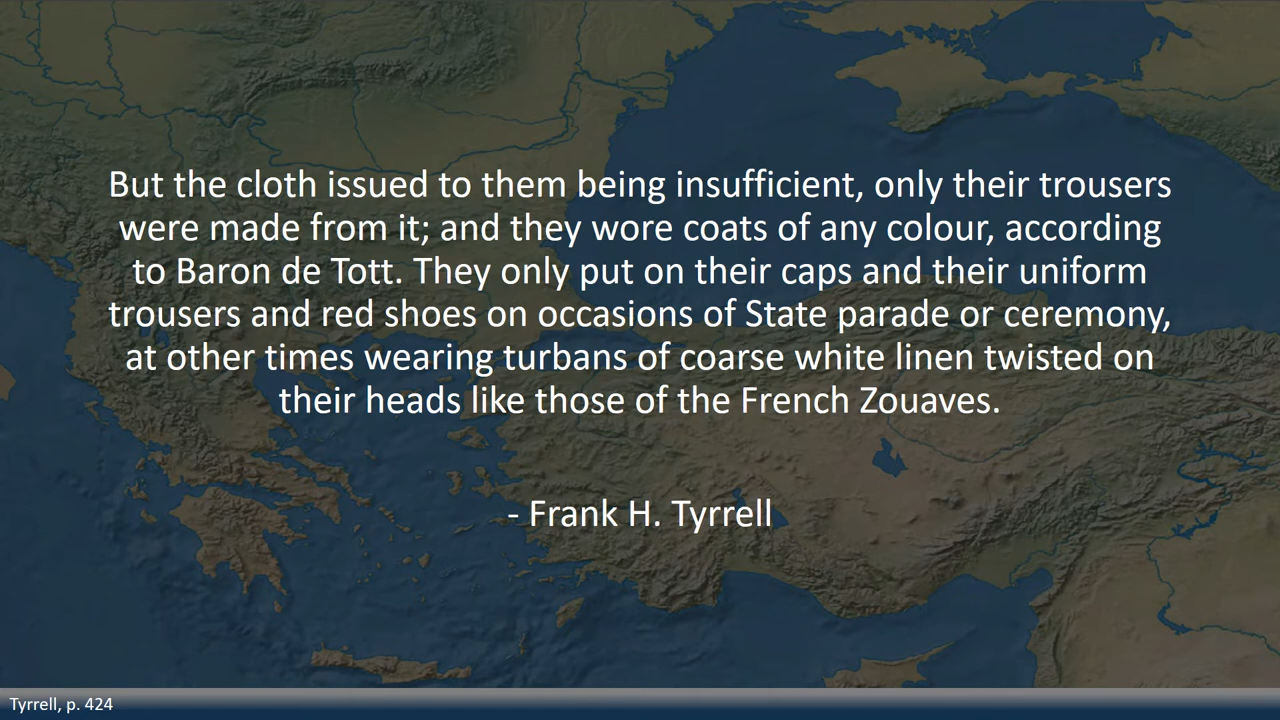 But the cloth issued to them being insufficient, only their trousers
were made from it; and they wore coats of any colour, according
to Baron de Tott. They only put on their caps and their uniform
trousers and red shoes on occasions of State parade or ceremony,
at other times wearing turbans of coarse white linen twisted on
their heads like those of the French Zouaves.
- Frank H. Tyrrell
Tyrrell, p. 424